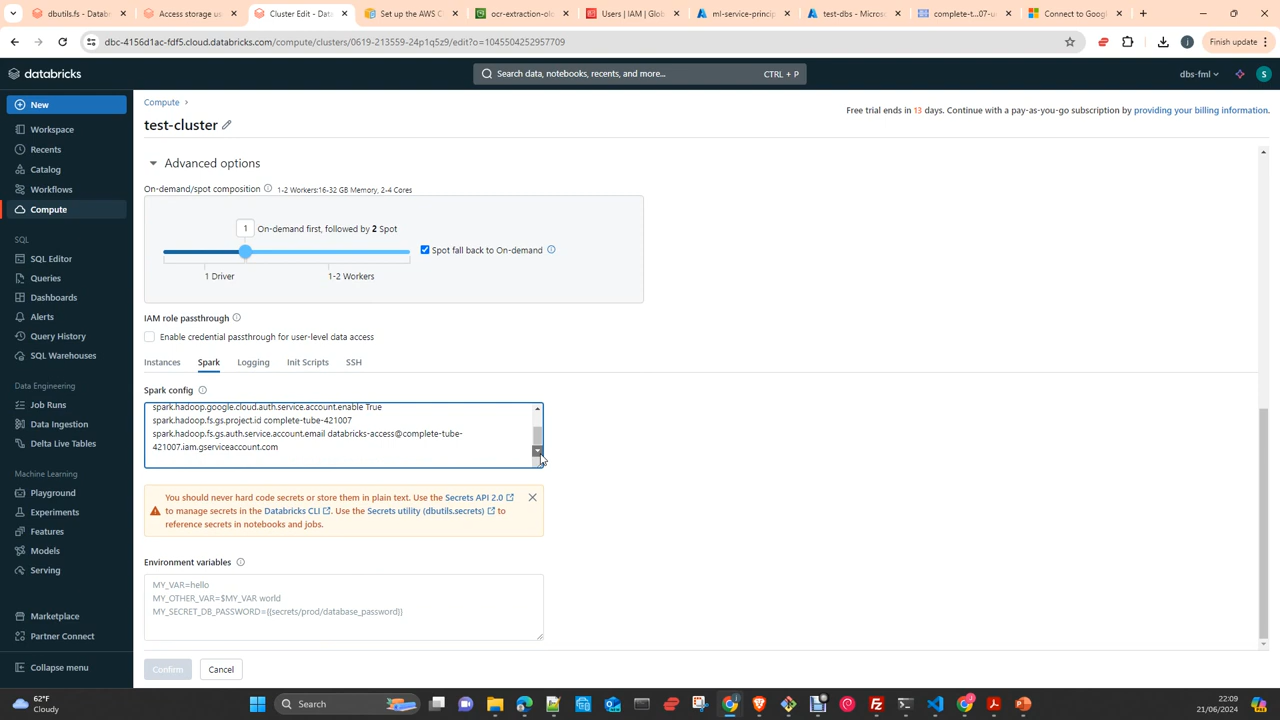 dbutils.fs - Databas
Access storage us
Cluster Edit - Data
Set up the AWS C
ocr-extraction-olo
Users | IAM | Glob
ml-service-princip
test-dbs - Micros
complete-t...07-u
Connect to Goog
dbc-4156d1ac-fdf5.cloud.databricks.com/compute/clusters/0619-213559-24p1q5z9/edit?o=1045504252957709
Finish update
databricks
Search data, notebooks, recents, and more...
CTRL + P
dbs-fml
S
New
Workspace
Recents
Catalog
Workflows
Compute
SQL
SQL Editor
Queries
Dashboards
Alerts
Query History
SQL Warehouses
Data Engineering
Job Runs
Data Ingestion
Delta Live Tables
Machine Learning
Playground
Experiments
Features
Models
Serving
Marketplace
Partner Connect
Collapse menu
Compute
Free trial ends in 13 days. Continue with a pay-as-you-go subscription by providing your billing information.
test-cluster
Advanced options
On-demand/spot composition
1-2 Workers:16-32 GB Memory, 2-4 Cores
1
On-demand first, followed by 2 Spot
Spot fall back to On-demand
1 Driver
1-2 Workers
IAM role passthrough
Enable credential passthrough for user-level data access
Instances
Spark
Logging
Init Scripts
SSH
Spark config
spark.hadoop.google.cloud.auth.service.account.enable True
spark.hadoop.fs.gs.project.id complete-tube-421007
spark.hadoop.fs.gs.auth.service.account.email databricks-access@complete-tube-
421007.iam.gserviceaccount.com
You should never hard code secrets or store them in plain text. Use the Secrets API 2.0
to manage secrets in the Databricks CLI. Use the Secrets utility (dbutils.secrets) to
reference secrets in notebooks and jobs.
Environment variables
MY_VAR=hello
MY_OTHER_VAR=$MY_VAR world
MY_SECRET_DB_PASSWORD={{secrets/prod/database_password}}
Confirm
Cancel
62°F
Cloudy
Search
22:09
21/06/2024